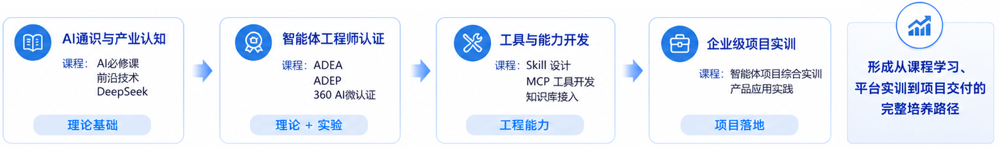 AI通识与产业认知
课程： AI必修课
前沿技术
DeepSeek
理论基础
智能体工程师认证
课程： ADEA
ADEP
360 AI微认证
理论 + 实验
工具与能力开发
课程： Skill 设计
MCP 工具开发
知识库接入
工程能力
企业级项目实训
课程： 智能体项目综合实训
产品应用实践
项目落地
形成从课程学习、
平台实训到项目交付的
完整培养路径